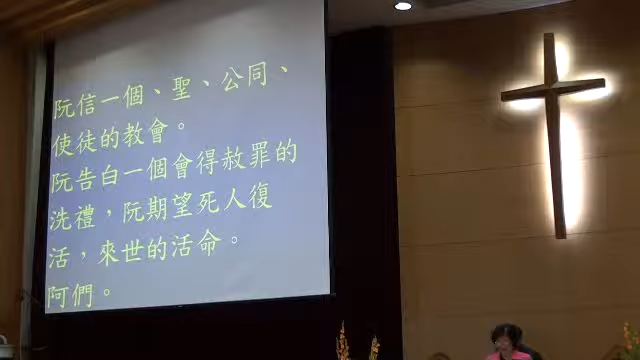 阮信一個、聖、公同、
使徒的教會。
阮告白一個會得赦罪的
洗禮，阮期望死人復
活，來世的活命。
阿們。